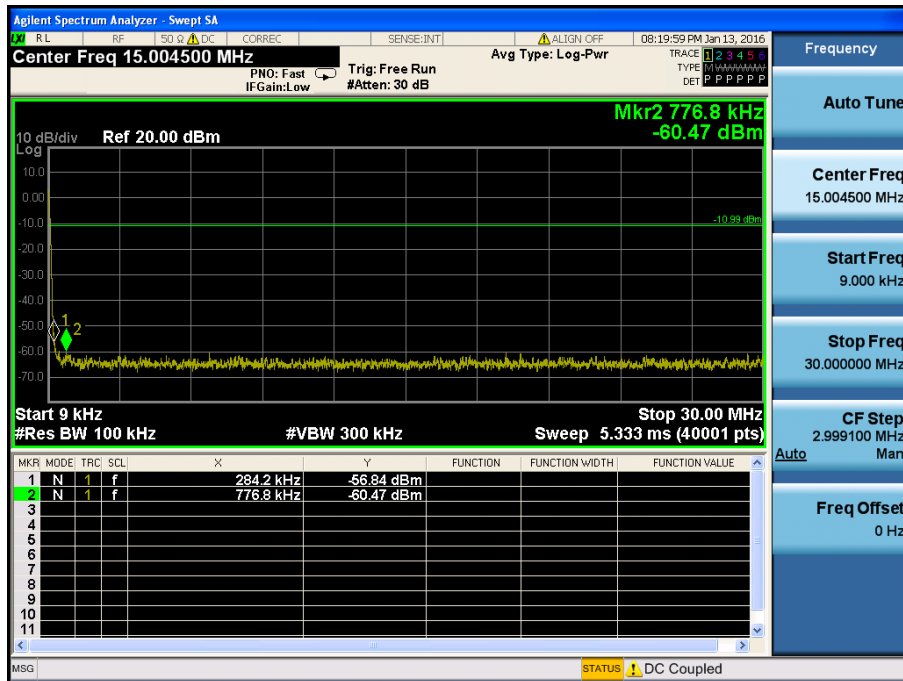 Agilent Spectrum Analyzer - Swept SA
LXI RL RF 50 Ω DC CORREC SENSE:INT ALIGN OFF 08:19:59 PM Jan 13, 2016
Center Freq 15.004500 MHz
PNO: Fast
IFGain:Low
Trig: Free Run
#Atten: 30 dB
Avg Type: Log-Pwr
TRACE 1 2 3 4 5 6
TYPE MWWWWW
DET P P P P P P
Frequency
Mkr2 776.8 kHz
-60.47 dBm
10 dB/div Ref 20.00 dBm
Log
10.0
0.00
-10.0
-10.99 dBm
-20.0
-30.0
-40.0
-50.0
1
2
-60.0
-70.0
Start 9 kHz Stop 30.00 MHz
#Res BW 100 kHz #VBW 300 kHz Sweep 5.333 ms (40001 pts)
MKR MODE TRC SCL X Y FUNCTION FUNCTION WIDTH FUNCTION VALUE
1 N 1 f 284.2 kHz -56.84 dBm
2 N 1 f 776.8 kHz -60.47 dBm
3
4
5
6
7
8
9
10
11
MSG STATUS DC Coupled
Auto Tune
Center Freq
15.004500 MHz
Start Freq
9.000 kHz
Stop Freq
30.000000 MHz
CF Step
2.999100 MHz
Auto Man
Freq Offset
0 Hz